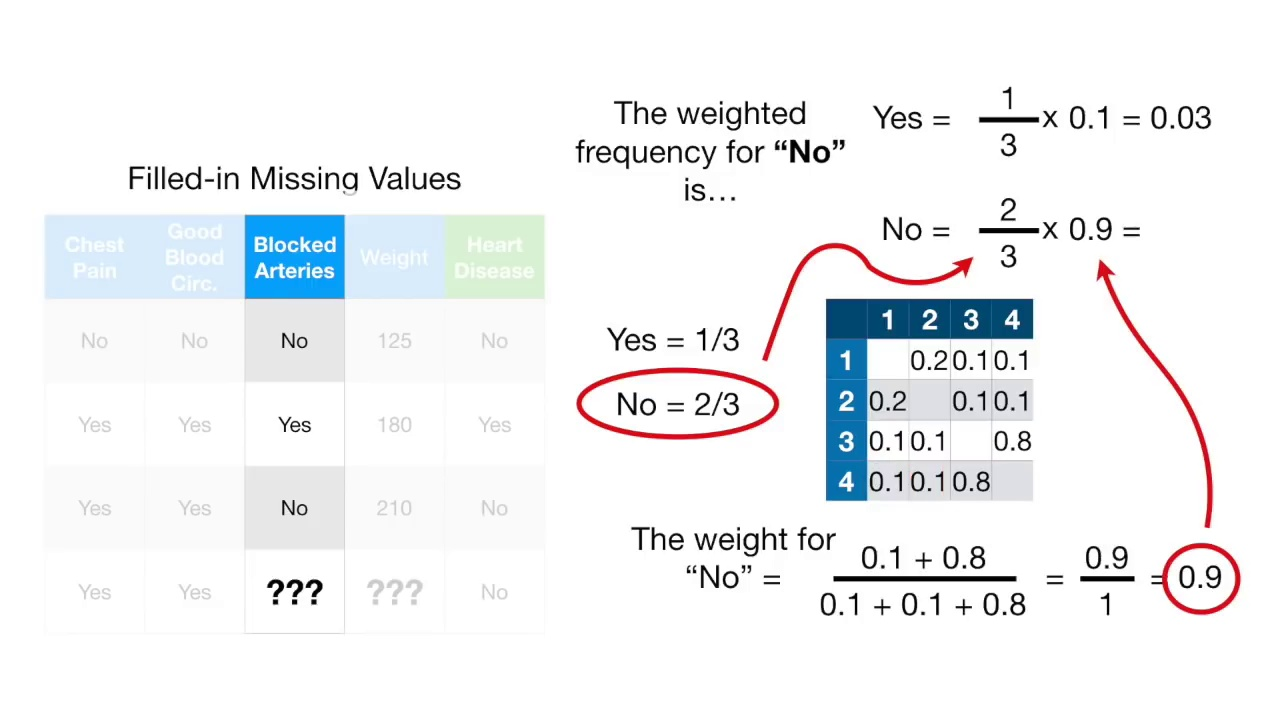 Filled-in Missing Values
Chest Pain | Good Blood Circ. | Blocked Arteries | Weight | Heart Disease
No | No | No | 125 | No
Yes | Yes | Yes | 180 | Yes
Yes | Yes | No | 210 | No
Yes | Yes | ??? | ??? | No
The weighted
frequency for “No”
is…
Yes = 1/3 x 0.1 = 0.03
No = 2/3 x 0.9 =
Yes = 1/3
No = 2/3
1 2 3 4
1 0.2 0.1 0.1
2 0.2 0.1 0.1
3 0.1 0.1 0.8
4 0.1 0.1 0.8
The weight for
“No” =
0.1 + 0.8
0.1 + 0.1 + 0.8
= 0.9/1 = 0.9